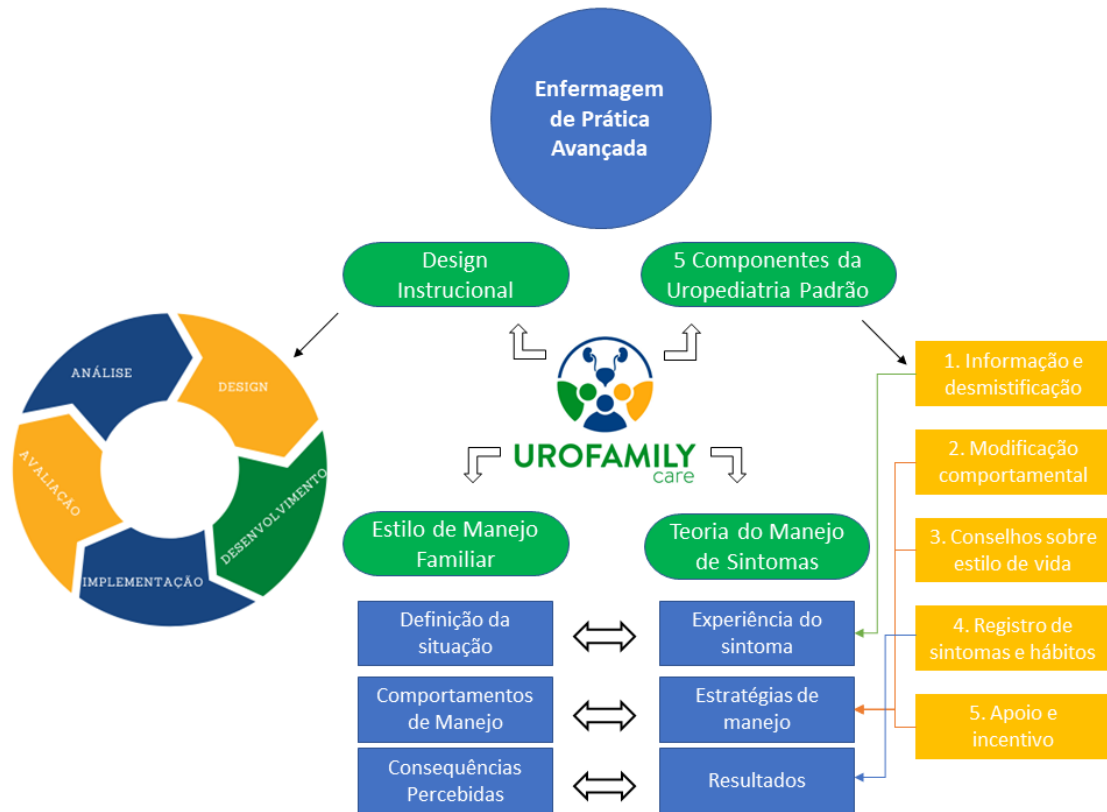 Enfermagem
de Prática
Avançada
Design
Instrucional
5 Componentes da
Uropediatria Padrão
ANÁLISE
DESIGN
DESENVOLVIMENTO
IMPLEMENTAÇÃO
AVALIAÇÃO
UROFAMILY
care
1. Informação e
desmistificação
2. Modificação
comportamental
3. Conselhos sobre
estilo de vida
4. Registro de
sintomas e hábitos
5. Apoio e
incentivo
Estilo de Manejo
Familiar
Teoria do Manejo
de Sintomas
Definição da
situação
Experiência do
sintoma
Comportamentos
de Manejo
Estratégias de
manejo
Consequências
Percebidas
Resultados